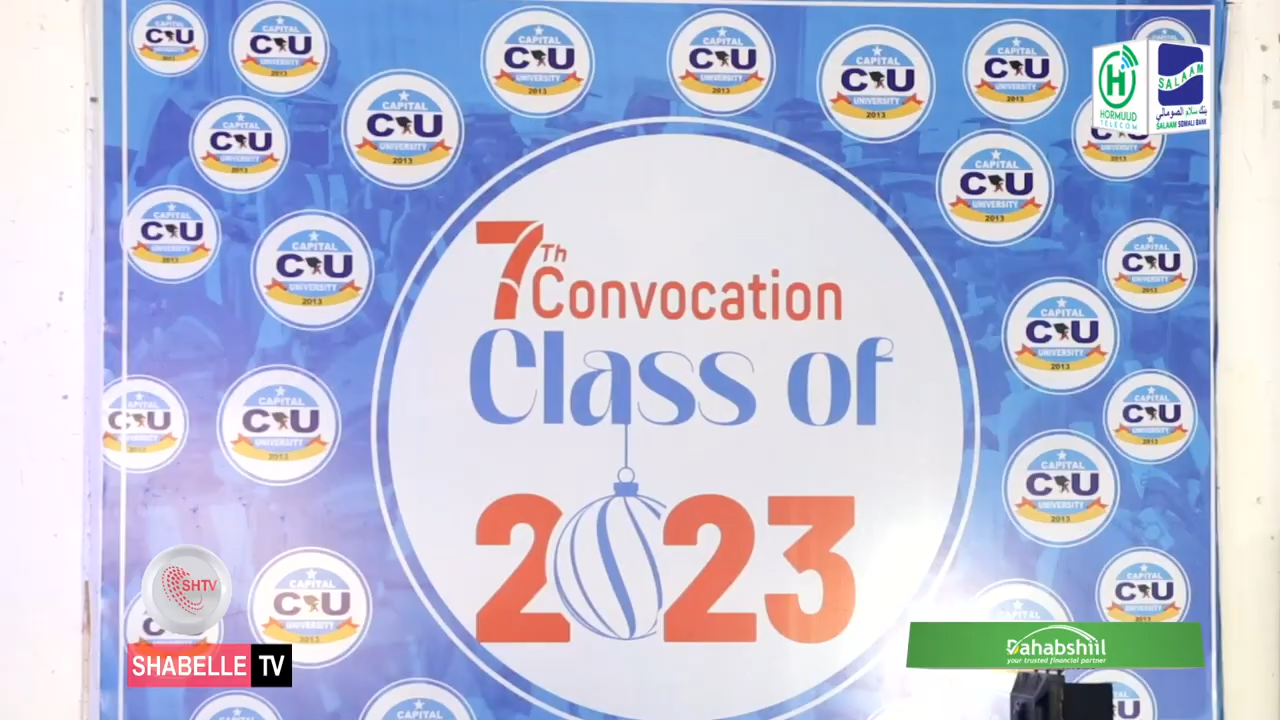 7Th
Convocation
Class of
2023
CAPITAL
CU
UNIVERSITY
2013
H
HORMUUD
TELECOM
SALAAM
بنك سلام الصومالي
SALAAM SOMALI BANK
SHTV
SHABELLE TV
Dahabshiil
your trusted financial partner